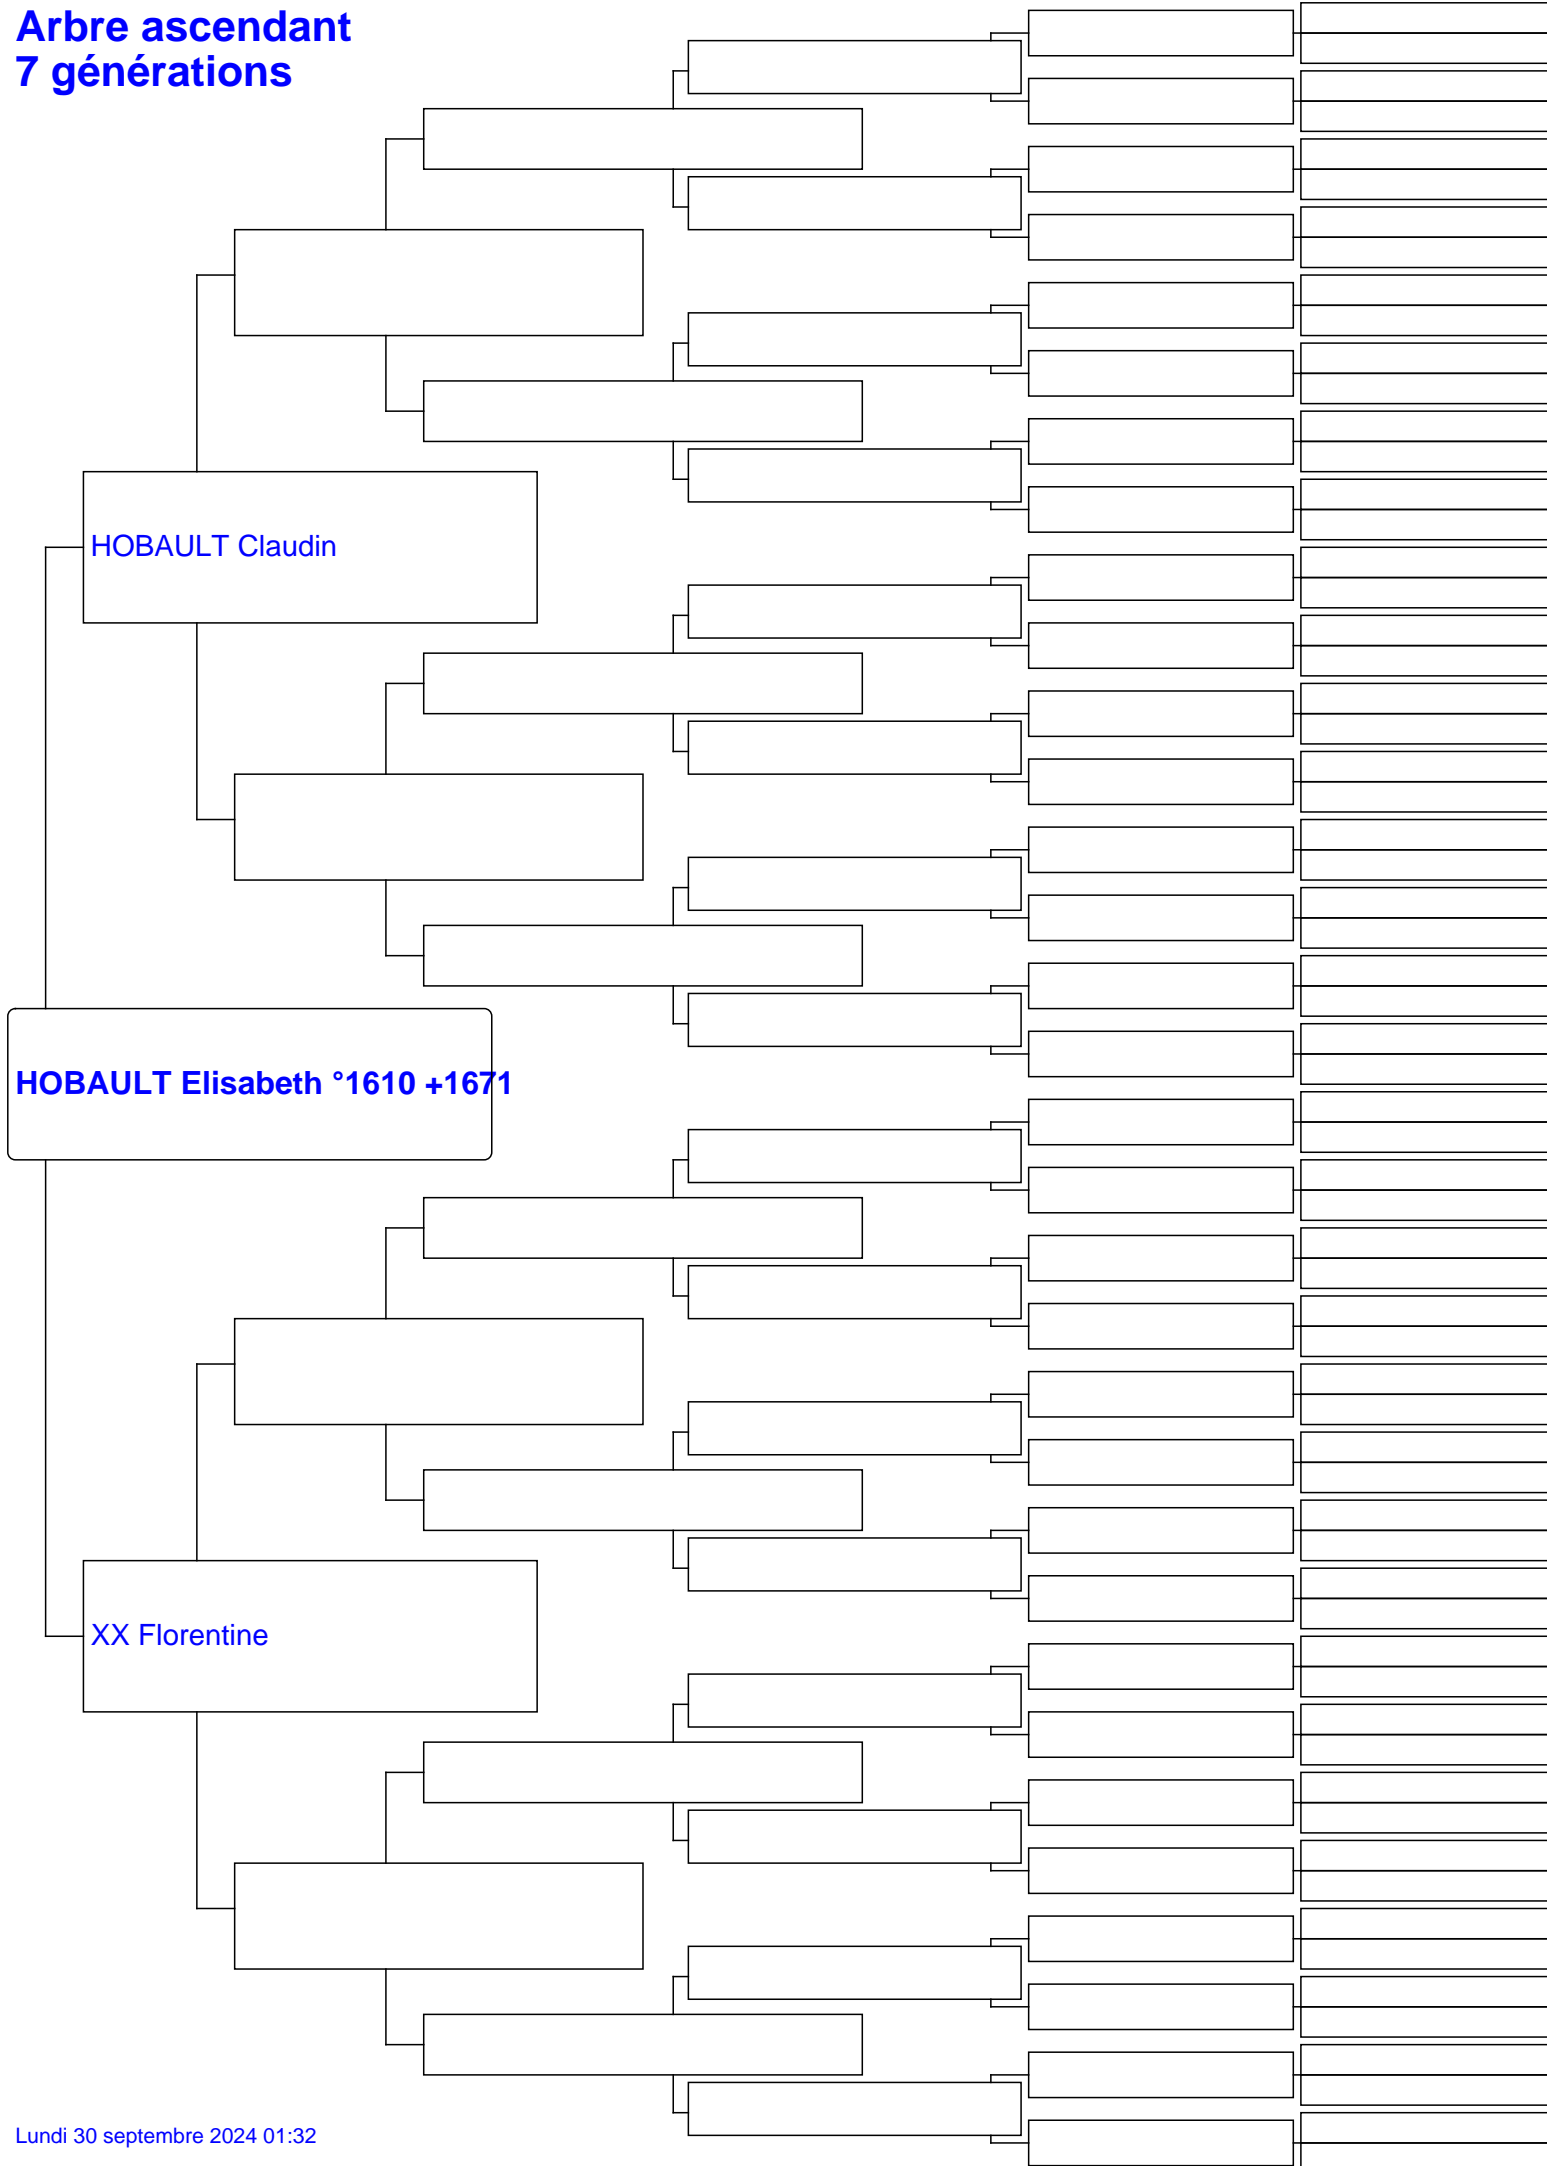 Arbre ascendant
7 générations
HOBAULT Claudin
HOBAULT Elisabeth °1610 +1671
XX Florentine
Lundi 30 septembre 2024 01:32